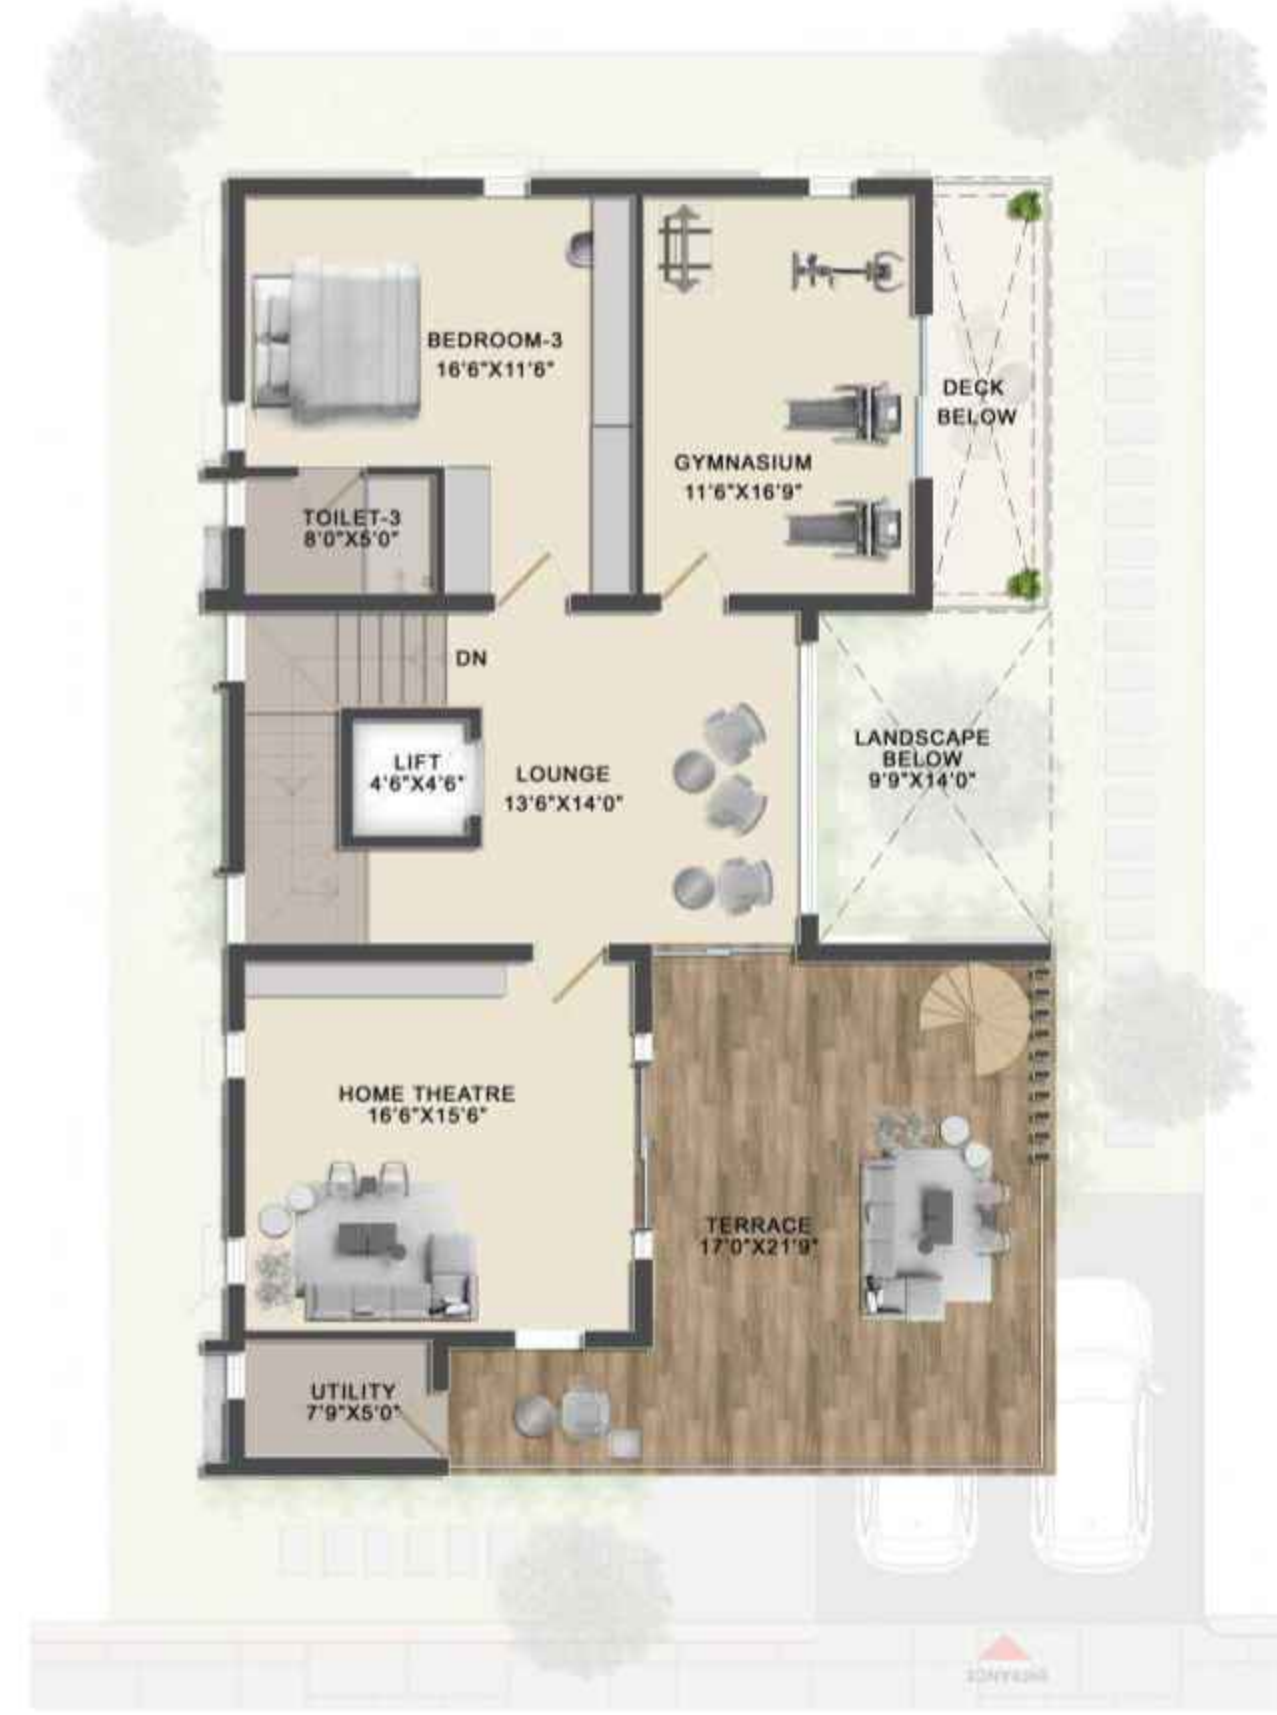 BEDROOM-3
16'6"X11'6"
DECK
BELOW
GYMNASIUM
11'6"X16'9"
TOILET-3
8'0"X5'0"
DN
LIFT
4'6"X4'6"
LOUNGE
13'6"X14'0"
LANDSCAPE
BELOW
9'9"X14'0"
HOME THEATRE
16'6"X15'6"
TERRACE
17'0"X21'9"
UTILITY
7'9"X5'0"